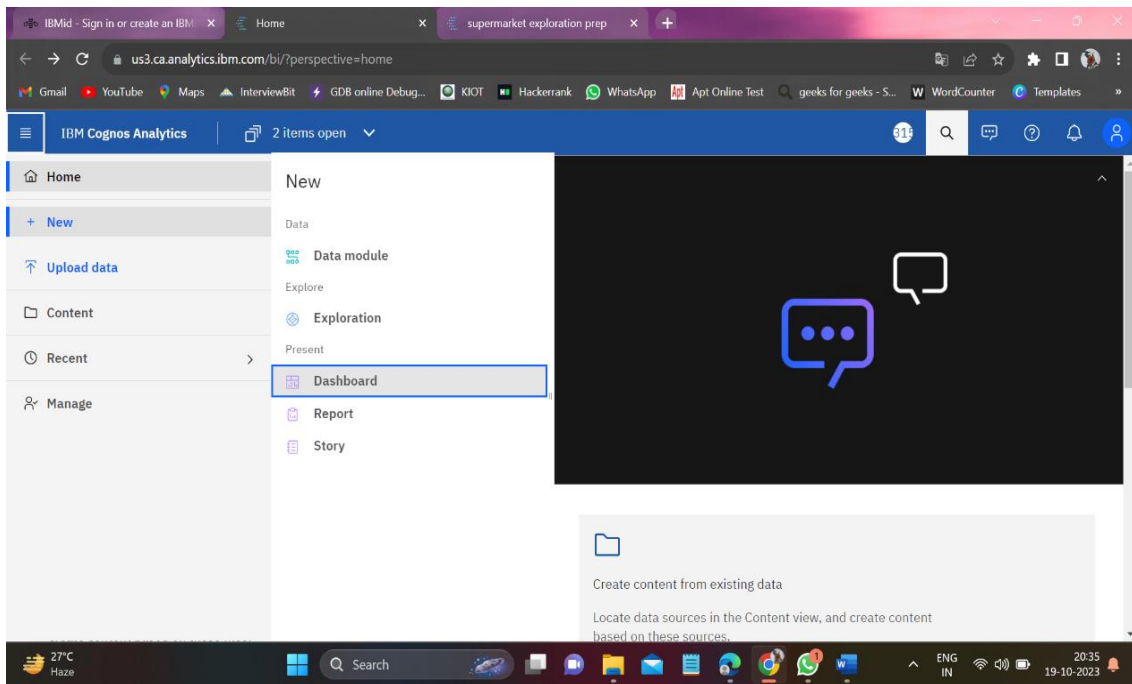 IBMid - Sign in or create an IBM
Home
supermarket exploration prep
us3.ca.analytics.ibm.com/bi/?perspective=home
Gmail YouTube Maps InterviewBit GDB online Debug... KIOT Hackerrank WhatsApp Apt Online Test geeks for geeks - S... WordCounter Templates »
IBM Cognos Analytics 2 items open
Home
New
Upload data
Content
Recent
Manage
New
Data
Data module
Explore
Exploration
Present
Dashboard
Report
Story
Create content from existing data
Locate data sources in the Content view, and create content
based on these sources.
27°C
Haze
Search
ENG
IN
20:35
19-10-2023